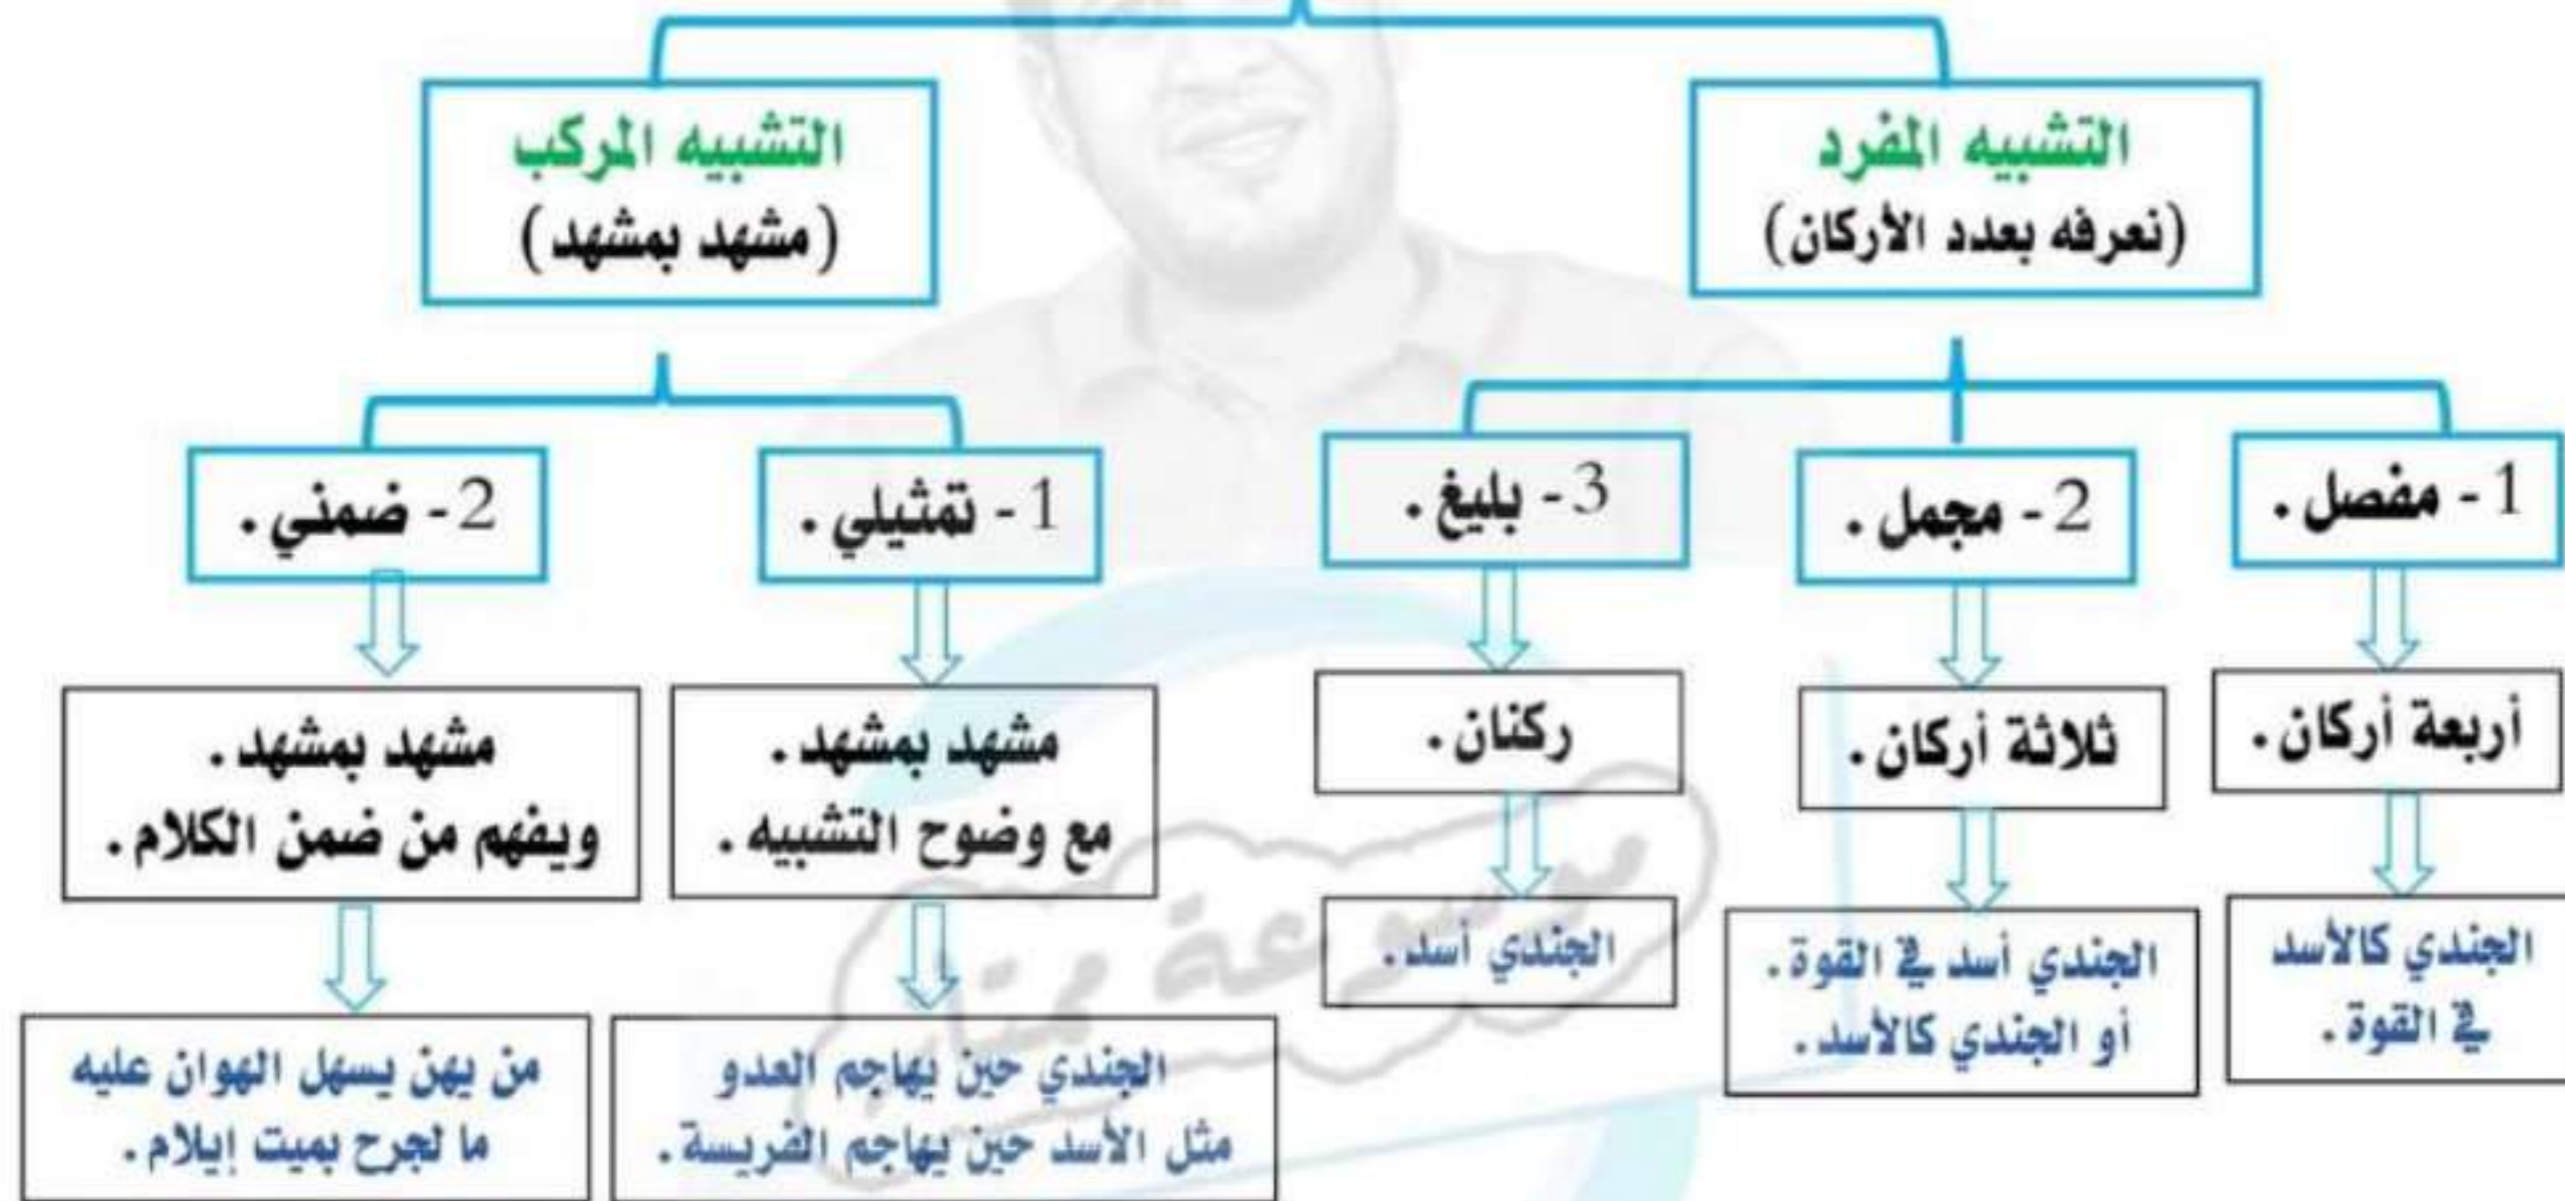 التشبيه المفرد
(نعرفه بعدد الأركان)
التشبيه المركب
(مشهد بمشهد)
1- مفصل.
2- مجمل.
3- بليغ.
1- تمثيلي.
2- ضمني.
أربعة أركان.
ثلاثة أركان.
ركنان.
مشهد بمشهد.
مع وضوح التشبيه.
مشهد بمشهد.
ويفهم من ضمن الكلام.
الجندي كالأسد
في القوة.
الجندي أسد في القوة.
أو الجندي كالأسد.
الجندي أسد.
الجندي حين يهاجم العدو
مثل الأسد حين يهاجم الفريسة.
من يهن يسهل الهوان عليه
ما لجرح بميت إيلام.
موسوعة